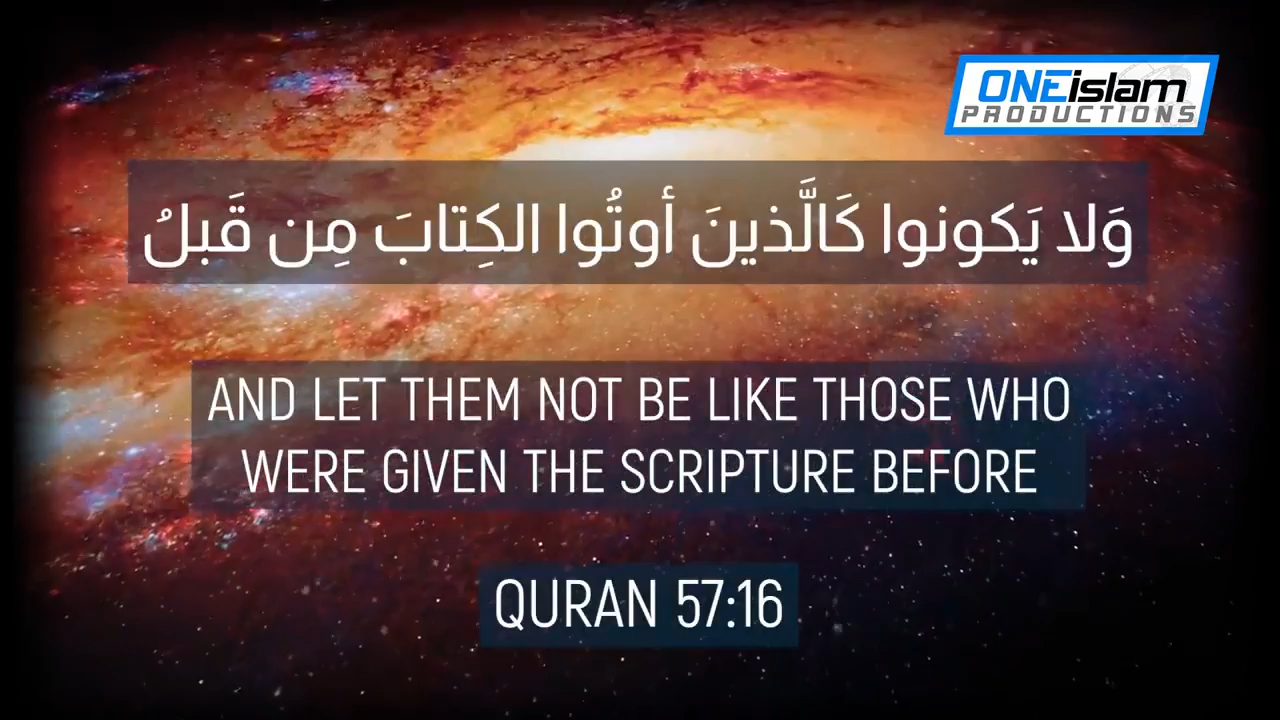 ONEislam
PRODUCTIONS
وَلا يَكونوا كَالَّذينَ أوتُوا الكِتابَ مِن قَبلُ
AND LET THEM NOT BE LIKE THOSE WHO
WERE GIVEN THE SCRIPTURE BEFORE
QURAN 57:16